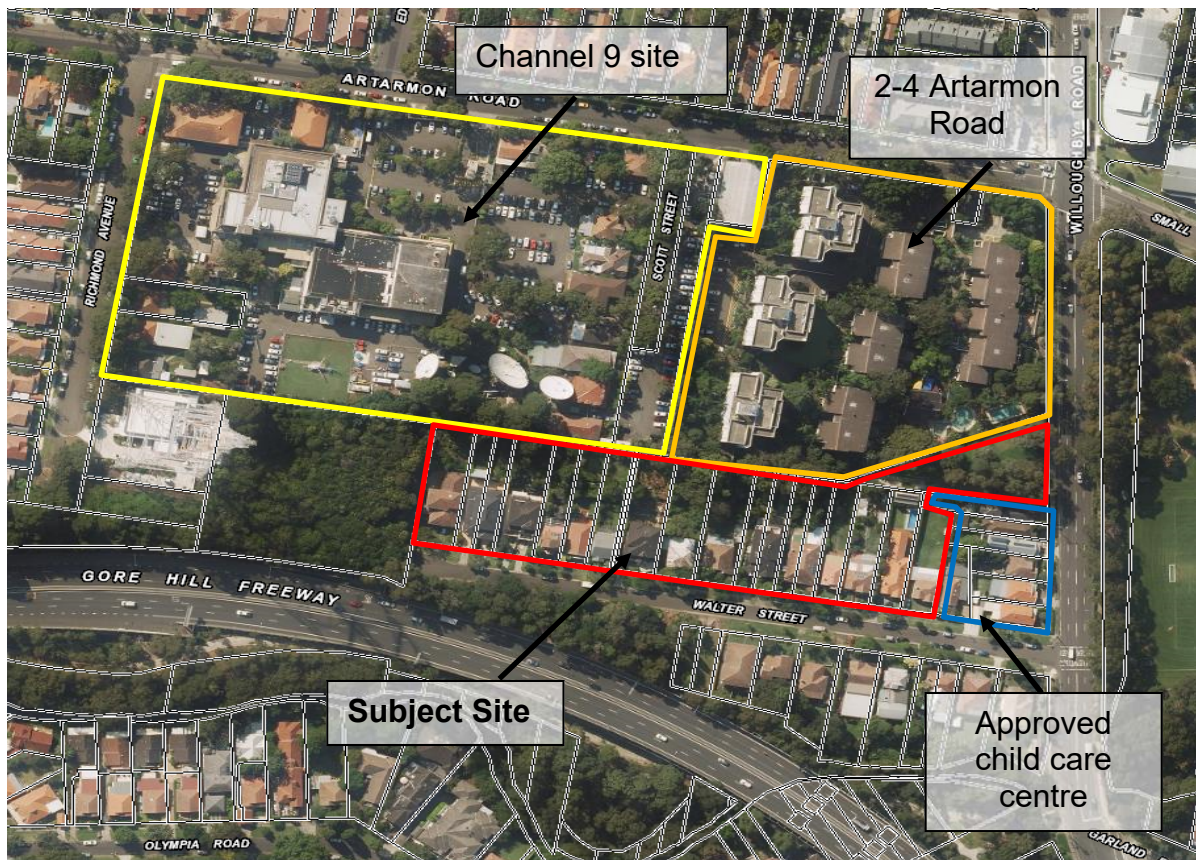 Channel 9 site
2-4 Artarmon
Road
ARTARMON ROAD
WILLOUGHBY ROAD
SMALL
RICHMOND AVENUE
SCOTT STREET
GORE HILL FREEWAY
WALTER STREET
Subject Site
Approved
child care
centre
OLYMPIA ROAD
GARLAND